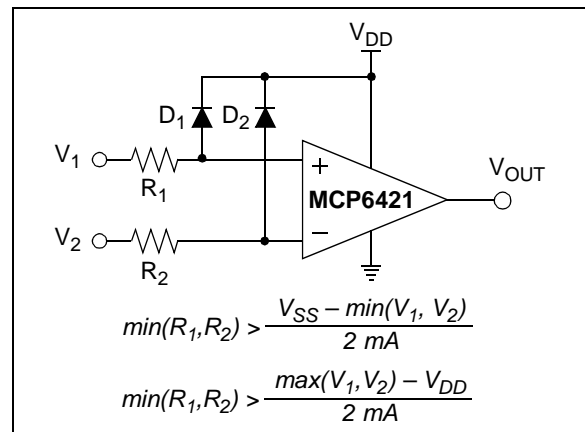 V_DD
D_1 D_2
V_1
R_1
+
MCP6421
V_OUT
V_2
R_2
−
min(R_1,R_2) > V_SS – min(V_1, V_2) / 2 mA
min(R_1,R_2) > max(V_1,V_2) – V_DD / 2 mA